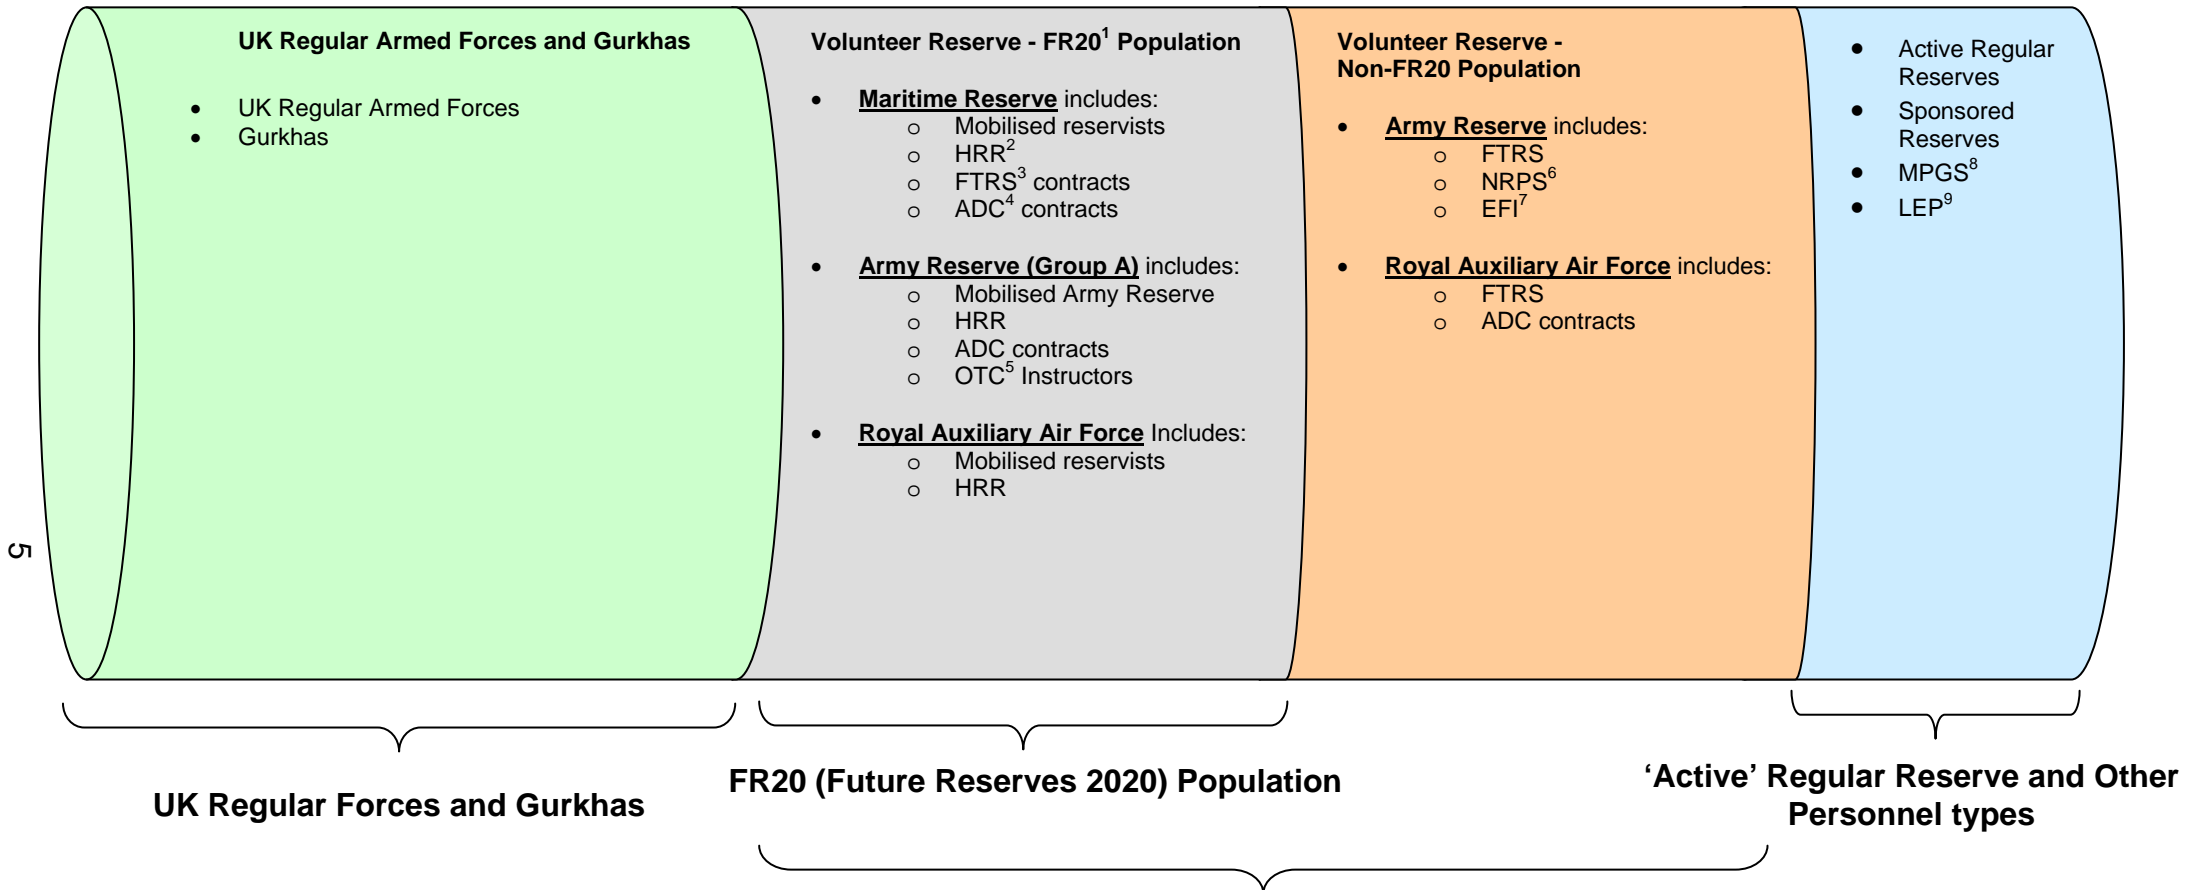 UK Regular Armed Forces and Gurkhas
• UK Regular Armed Forces
• Gurkhas
Volunteer Reserve - FR20¹ Population
• Maritime Reserve includes:
o Mobilised reservists
o HRR²
o FTRS³ contracts
o ADC⁴ contracts
• Army Reserve (Group A) includes:
o Mobilised Army Reserve
o HRR
o ADC contracts
o OTC⁵ Instructors
• Royal Auxiliary Air Force Includes:
o Mobilised reservists
o HRR
Volunteer Reserve -
Non-FR20 Population
• Army Reserve includes:
o FTRS
o NRPS⁶
o EFI⁷
• Royal Auxiliary Air Force includes:
o FTRS
o ADC contracts
• Active Regular
Reserves
• Sponsored
Reserves
• MPGS⁸
• LEP⁹
5
UK Regular Forces and Gurkhas
FR20 (Future Reserves 2020) Population
‘Active’ Regular Reserve and Other
Personnel types